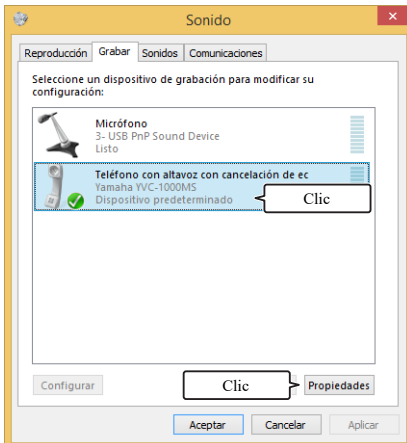 Sonido
Reproducción Grabar Sonidos Comunicaciones
Seleccione un dispositivo de grabación para modificar su
configuración:
Micrófono
3- USB PnP Sound Device
Listo
Teléfono con altavoz con cancelación de ec
Yamaha YVC-1000MS
Dispositivo predeterminado
Clic
Configurar
Clic
Propiedades
Aceptar Cancelar Aplicar